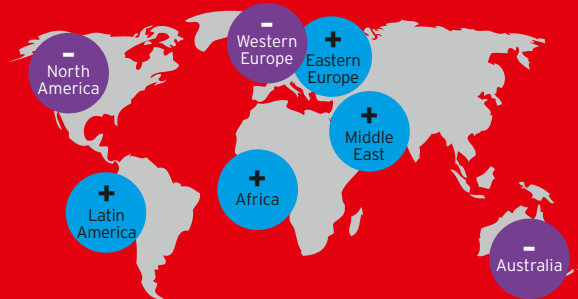 -
North
America
-
Western
Europe
+
Eastern
Europe
+
Middle
East
+
Africa
+
Latin
America
-
Australia